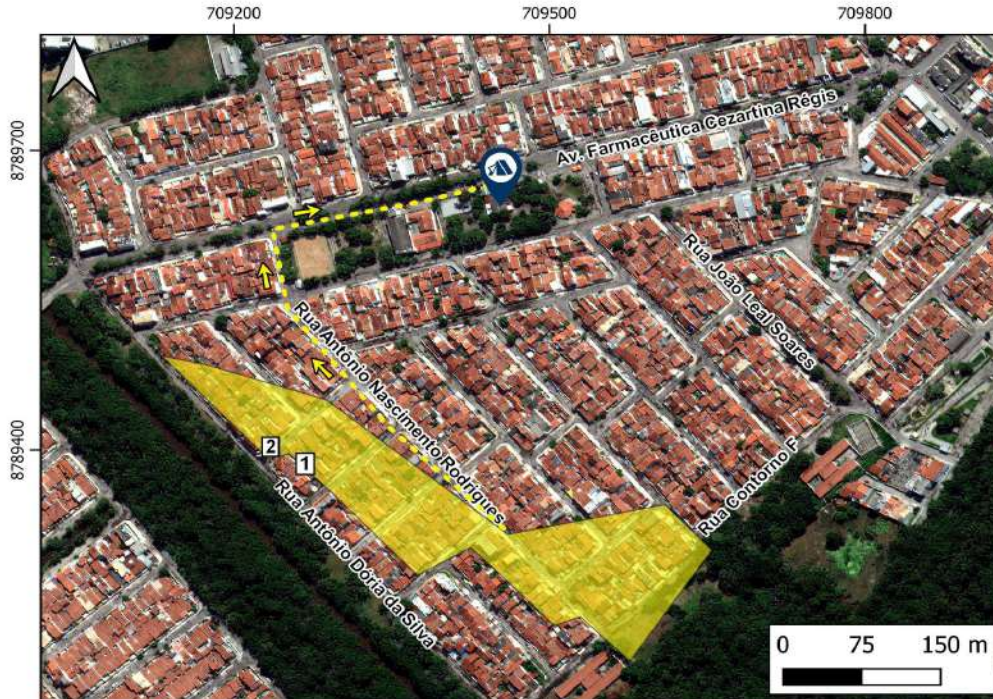 709200
709500
709800
8789700
8789400
Av. Farmacêutica Cezartina Régis
Rua João Leal Soares
Rua Antônio Nascimento Rodrigues
Rua Contorno F
2
1
Rua Antônio Dória da Silva
0 75 150 m